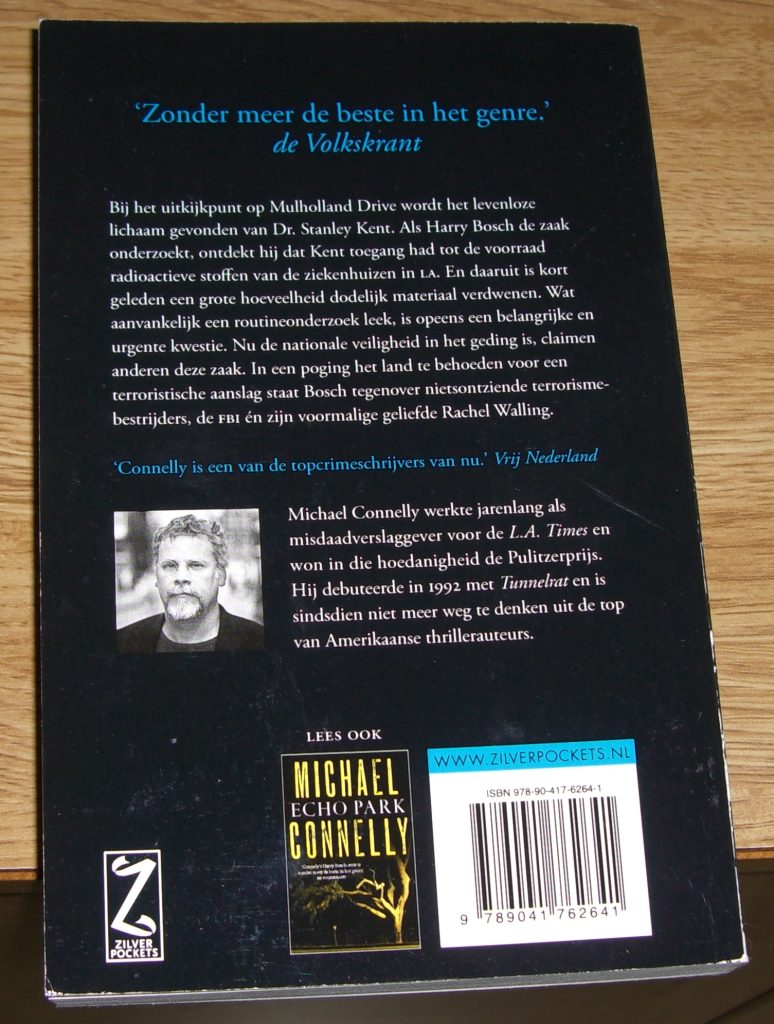 ‘Zonder meer de beste in het genre.’
de Volkskrant
Bij het uitkijkpunt op Mulholland Drive wordt het levenloze
lichaam gevonden van Dr. Stanley Kent. Als Harry Bosch de zaak
onderzoekt, ontdekt hij dat Kent toegang had tot de voorraad
radioactieve stoffen van de ziekenhuizen in LA. En daaruit is kort
geleden een grote hoeveelheid dodelijk materiaal verdwenen. Wat
aanvankelijk een routineonderzoek leek, is opeens een belangrijke en
urgente kwestie. Nu de nationale veiligheid in het geding is, claimen
anderen deze zaak. In een poging het land te behoeden voor een
terroristische aanslag staat Bosch tegenover nietsontziende terrorisme-
bestrijders, de FBI én zijn voormalige geliefde Rachel Walling.
‘Connelly is een van de topcrimeschrijvers van nu.’ Vrij Nederland
Michael Connelly werkte jarenlang als
misdaadverslaggever voor de L.A. Times en
won in die hoedanigheid de Pulitzerprijs.
Hij debuteerde in 1992 met Tunnelrat en is
sindsdien niet meer weg te denken uit de top
van Amerikaanse thrillerauteurs.
LEES OOK
MICHAEL
ECHO PARK
CONNELLY
zonder meer de beste in het genre
WWW.ZILVERPOCKETS.NL
ISBN 978-90-417-6264-1
9 789041 762641
Z
ZILVER
POCKETS